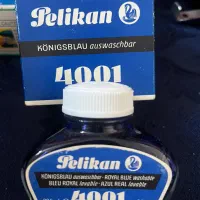 Pelikan
KÖNIGSBLAU auswaschbar
4001
Pelikan
KÖNIGSBLAU auswaschbar - ROYAL BLUE washable
BLEU ROYAL lavable - AZUL REAL lavable
4001